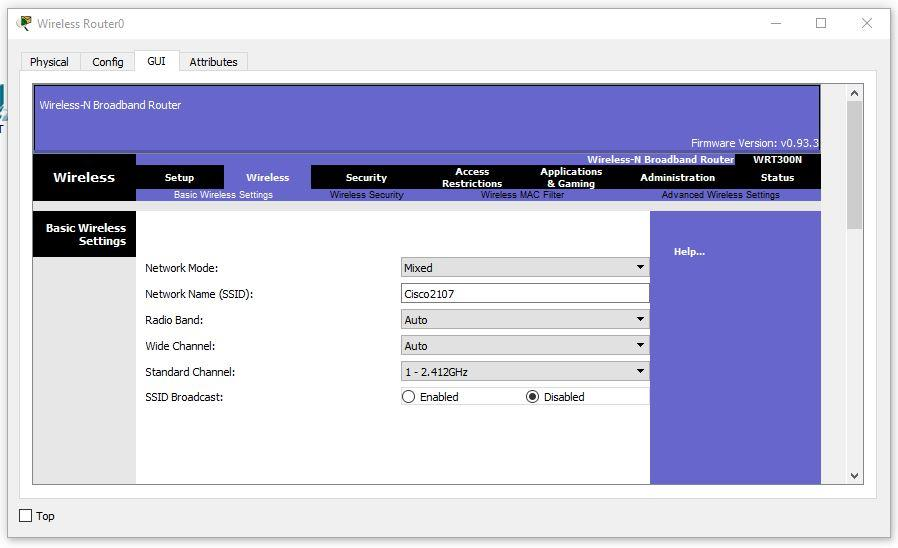 Wireless Router0
Physical Config GUI Attributes
T
Wireless-N Broadband Router
Firmware Version: v0.93.3
Wireless-N Broadband Router WRT300N
Wireless
Setup Wireless Security Access Restrictions Applications & Gaming Administration Status
Basic Wireless Settings Wireless Security Wireless MAC Filter Advanced Wireless Settings
Basic Wireless
Settings
Help...
Network Mode: Mixed
Network Name (SSID): Cisco2107
Radio Band: Auto
Wide Channel: Auto
Standard Channel: 1 - 2.412GHz
SSID Broadcast: Enabled Disabled
Top